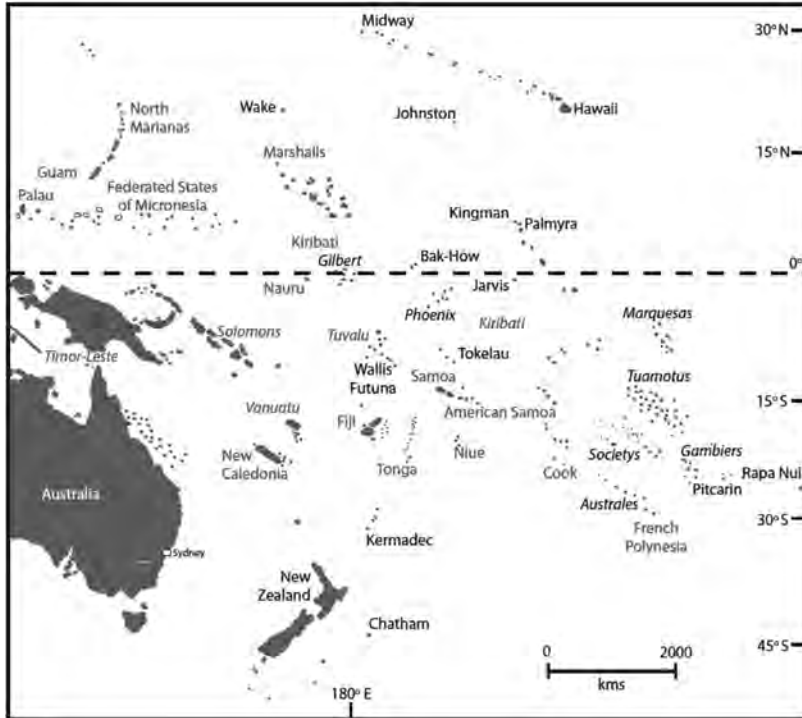 Midway
30° N
North
Marianas
Wake
Johnston
Hawaii
Marshalls
15° N
Guam
Palau
Federated States
of Micronesia
Kingman
Palmyra
Kiribati
Gilbert
Bak-How
0°
Nauru
Jarvis
Phoenix
Kiribati
Marquesas
Solomons
Tuvalu
Timor-Leste
Tokelau
Wallis
Futuna
Samoa
Tuamotus
American Samoa
15° S
Vanuatu
Fiji
New
Caledonia
Tonga
Niue
Cook
Societys
Gambiers
Rapa Nui
Pitcarin
Australia
Australes
30° S
French
Polynesia
Kermadec
Sydney
New
Zealand
Chatham
0
2000
45° S
kms
180° E